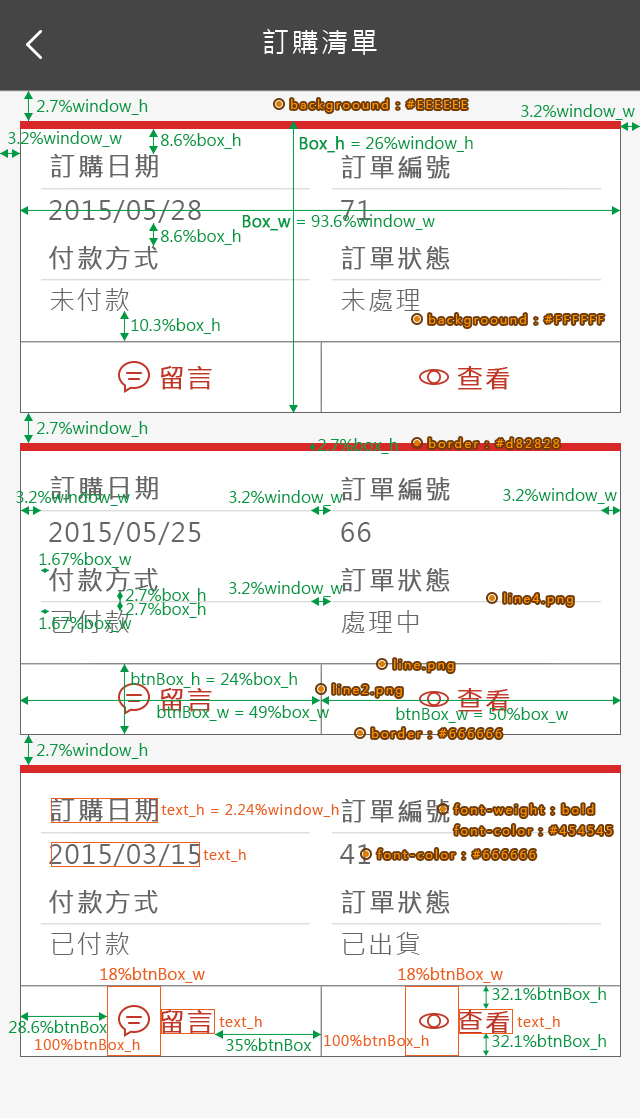 訂購清單
2.7%window_h
backgroound : #EEEEEE
3.2%window_w
3.2%window_w
8.6%box_h
Box_h = 26%window_h
訂購日期
訂單編號
2015/05/28
71
Box_w = 93.6%window_w
8.6%box_h
付款方式
訂單狀態
未付款
未處理
10.3%box_h
backgroound : #FFFFFF
留言
查看
2.7%window_h
2.7%box_h
border : #d82828
訂購日期
訂單編號
3.2%window_w
3.2%window_w
3.2%window_w
2015/05/25
66
1.67%box_w
付款方式
訂單狀態
2.7%box_h
3.2%window_w
line4.png
2.7%box_h
已付款
1.67%box_w
處理中
line.png
btnBox_h = 24%box_h
line2.png
留言
查看
btnBox_w = 49%box_w
btnBox_w = 50%box_w
border : #666666
2.7%window_h
訂購日期
text_h = 2.24%window_h
訂單編號
font-weight : bold
font-color : #454545
2015/03/15
text_h
41
font-color : #666666
付款方式
訂單狀態
已付款
已出貨
18%btnBox_w
18%btnBox_w
32.1%btnBox_h
留言
text_h
查看
text_h
28.6%btnBox
100%btnBox_h
35%btnBox
100%btnBox_h
32.1%btnBox_h